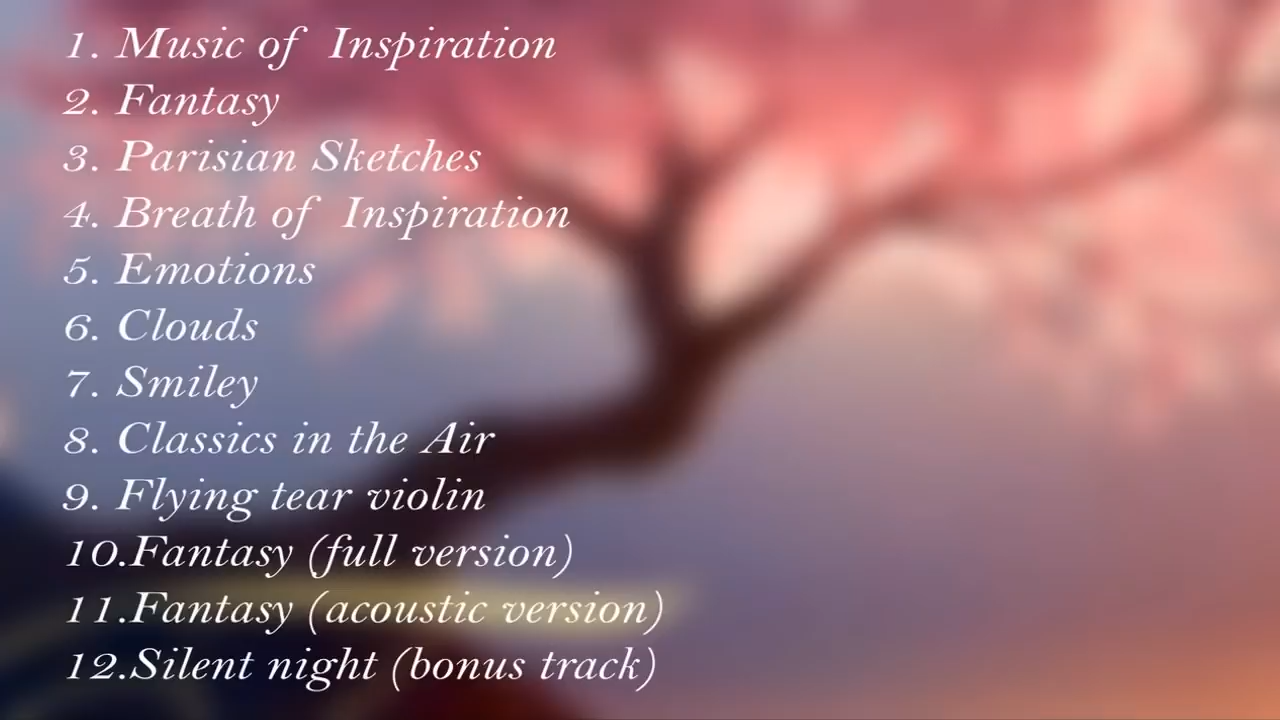 1. Music of  Inspiration
2. Fantasy
3. Parisian Sketches
4. Breath of  Inspiration
5. Emotions
6. Clouds
7. Smiley
8. Classics in the Air
9. Flying tear violin
10.Fantasy (full version)
11.Fantasy (acoustic version)
12.Silent night (bonus track)